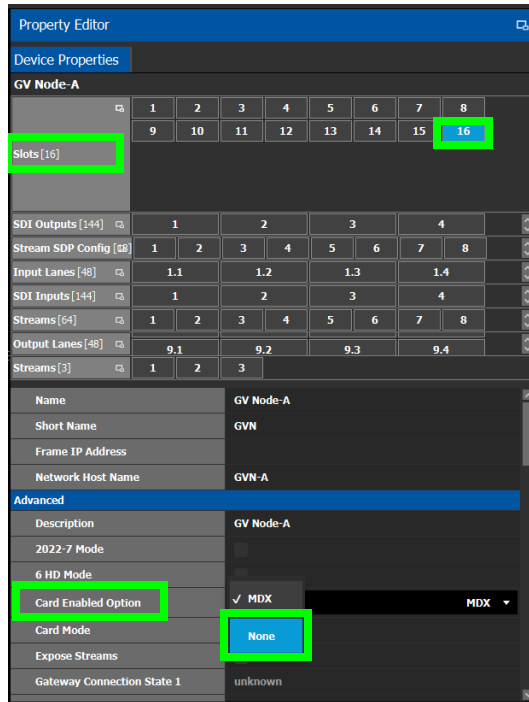 Property Editor
Device Properties
GV Node-A
1 2 3 4 5 6 7 8
9 10 11 12 13 14 15 16
Slots [16]
SDI Outputs [144] 1 2 3 4
Stream SDP Config [48] 1 2 3 4 5 6 7 8
Input Lanes [48] 1.1 1.2 1.3 1.4
SDI Inputs [144] 1 2 3 4
Streams [64] 1 2 3 4 5 6 7 8
Output Lanes [48] 9.1 9.2 9.3 9.4
Streams [3] 1 2 3
Name GV Node-A
Short Name GVN
Frame IP Address
Network Host Name GVN-A
Advanced
Description GV Node-A
2022-7 Mode
6 HD Mode
Card Enabled Option ✓ MDX MDX
Card Mode None
Expose Streams
Gateway Connection State 1 unknown